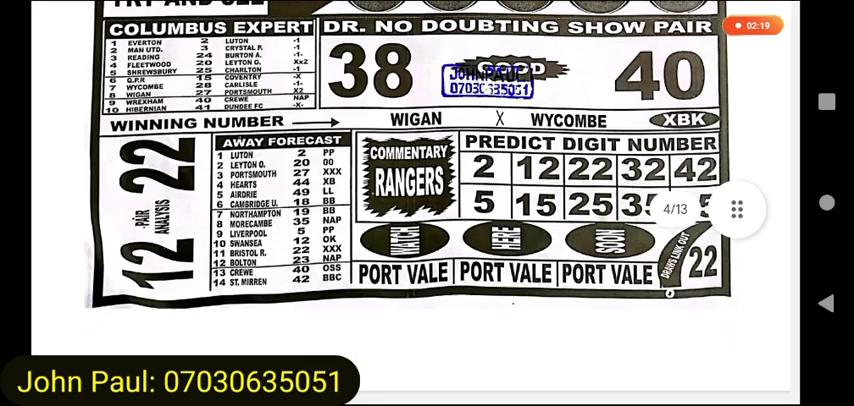 02:19
COLUMBUS EXPERT
1 EVERTON 2 LUTON -1
2 MAN UTD. 3 CRYSTAL P. -1
3 READING 24 BURTON A. -1-
4 FLEETWOOD 20 LEYTON O. Xx2
5 SHREWSBURY 25 CHARLTON -1
6 Q.P.R 15 COVENTRY -X
7 WYCOMBE 28 CARLISLE -1-
8 WIGAN 27 PORTSMOUTH X2
9 WREXHAM 40 CREWE NAP
10 HIBERNIAN 41 DUNDEE FC -X-
DR. NO DOUBTING SHOW PAIR
38
JOHNPAUL
07030635051
40
WINNING NUMBER
WIGAN X WYCOMBE XBK
12 22
-PAIR
ANALYSIS
AWAY FORECAST
1 LUTON 2 PP
2 LEYTON O. 20 00
3 PORTSMOUTH 27 XXX
4 HEARTS 44 XB
5 AIRDRIE 49 LL
6 CAMBRIDGE U. 18 BB
7 NORTHAMPTON 19 BB
8 MORECAMBE 35 NAP
9 LIVERPOOL 5 PP
10 SWANSEA 12 OK
11 BRISTOL R. 22 XXX
12 BOLTON 23 NAP
13 CREWE 40 OSS
14 ST. MIRREN 42 BBC
COMMENTARY
RANGERS
PREDICT DIGIT NUMBER
2 12 22 32 42
5 15 25
4/13
WATCH HERE SOON
PORT VALE PORT VALE PORT VALE
DRAWS LINK OUT
22
John Paul: 07030635051